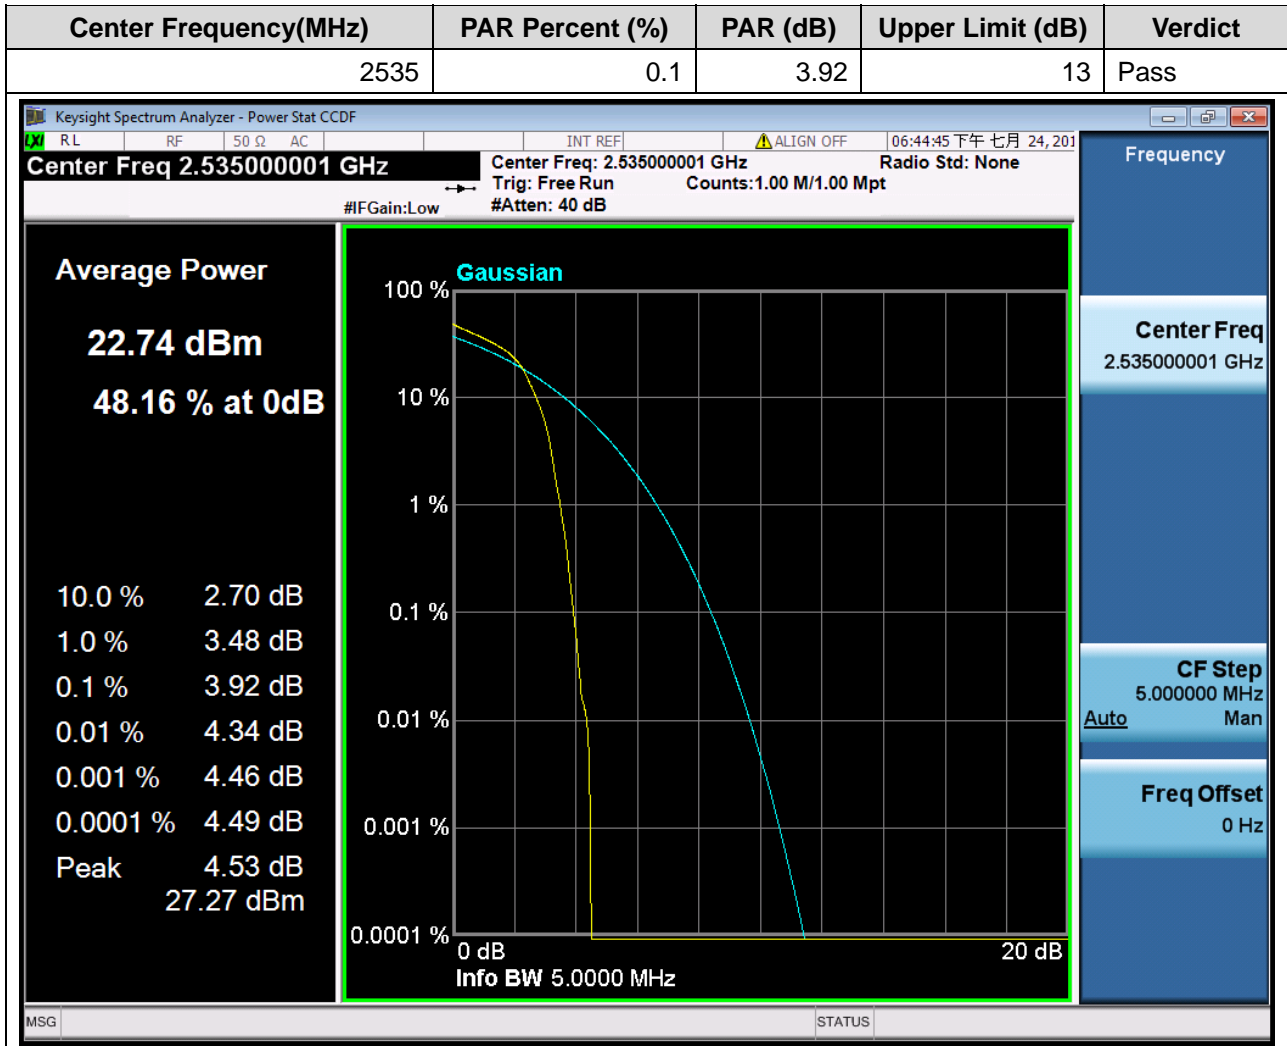 Center Frequency(MHz) PAR Percent (%) PAR (dB) Upper Limit (dB) Verdict
2535 0.1 3.92 13 Pass
Keysight Spectrum Analyzer - Power Stat CCDF
LXI RL RF 50 Ω AC INT REF ALIGN OFF 06:44:45 下午 七月 24, 201
Center Freq 2.535000001 GHz
Center Freq: 2.535000001 GHz Radio Std: None
Trig: Free Run Counts:1.00 M/1.00 Mpt
#IFGain:Low #Atten: 40 dB
Frequency
Average Power
22.74 dBm
48.16 % at 0dB
10.0 % 2.70 dB
1.0 % 3.48 dB
0.1 % 3.92 dB
0.01 % 4.34 dB
0.001 % 4.46 dB
0.0001 % 4.49 dB
Peak 4.53 dB
27.27 dBm
Gaussian
100 %
10 %
1 %
0.1 %
0.01 %
0.001 %
0.0001 %
0 dB 20 dB
Info BW 5.0000 MHz
Center Freq
2.535000001 GHz
CF Step
5.000000 MHz
Auto Man
Freq Offset
0 Hz
MSG STATUS